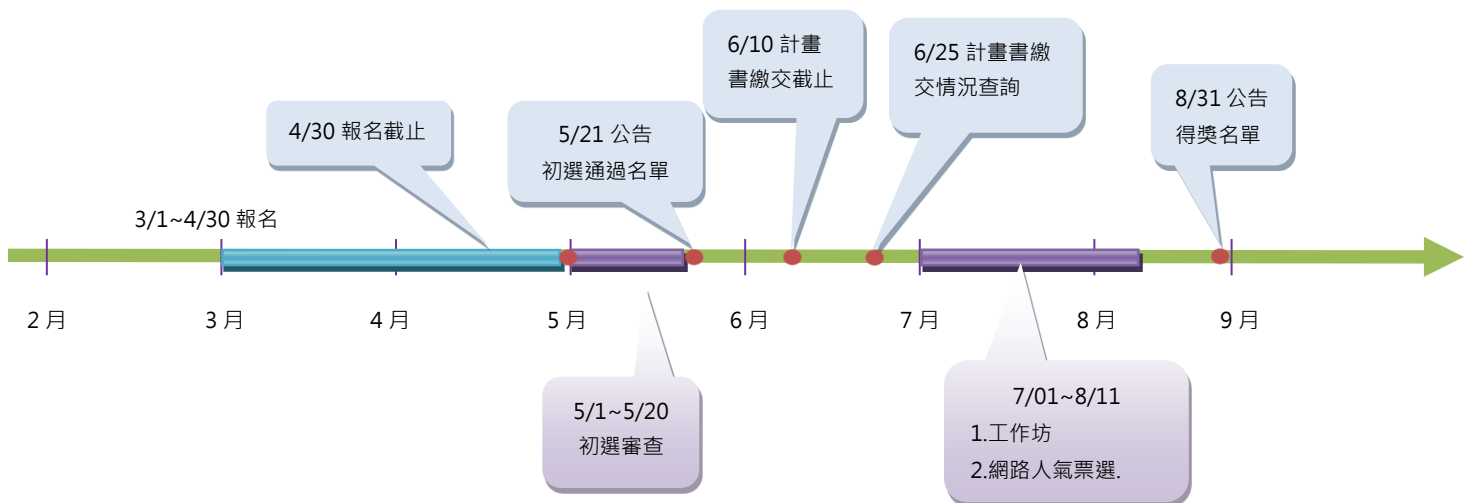 6/10 計畫
書繳交截止
6/25 計畫書繳
交情況查詢
8/31 公告
得獎名單
4/30 報名截止
5/21 公告
初選通過名單
3/1~4/30 報名
2 月
3 月
4 月
5 月
6 月
7 月
8 月
9 月
5/1~5/20
初選審查
7/01~8/11
1.工作坊
2.網路人氣票選.